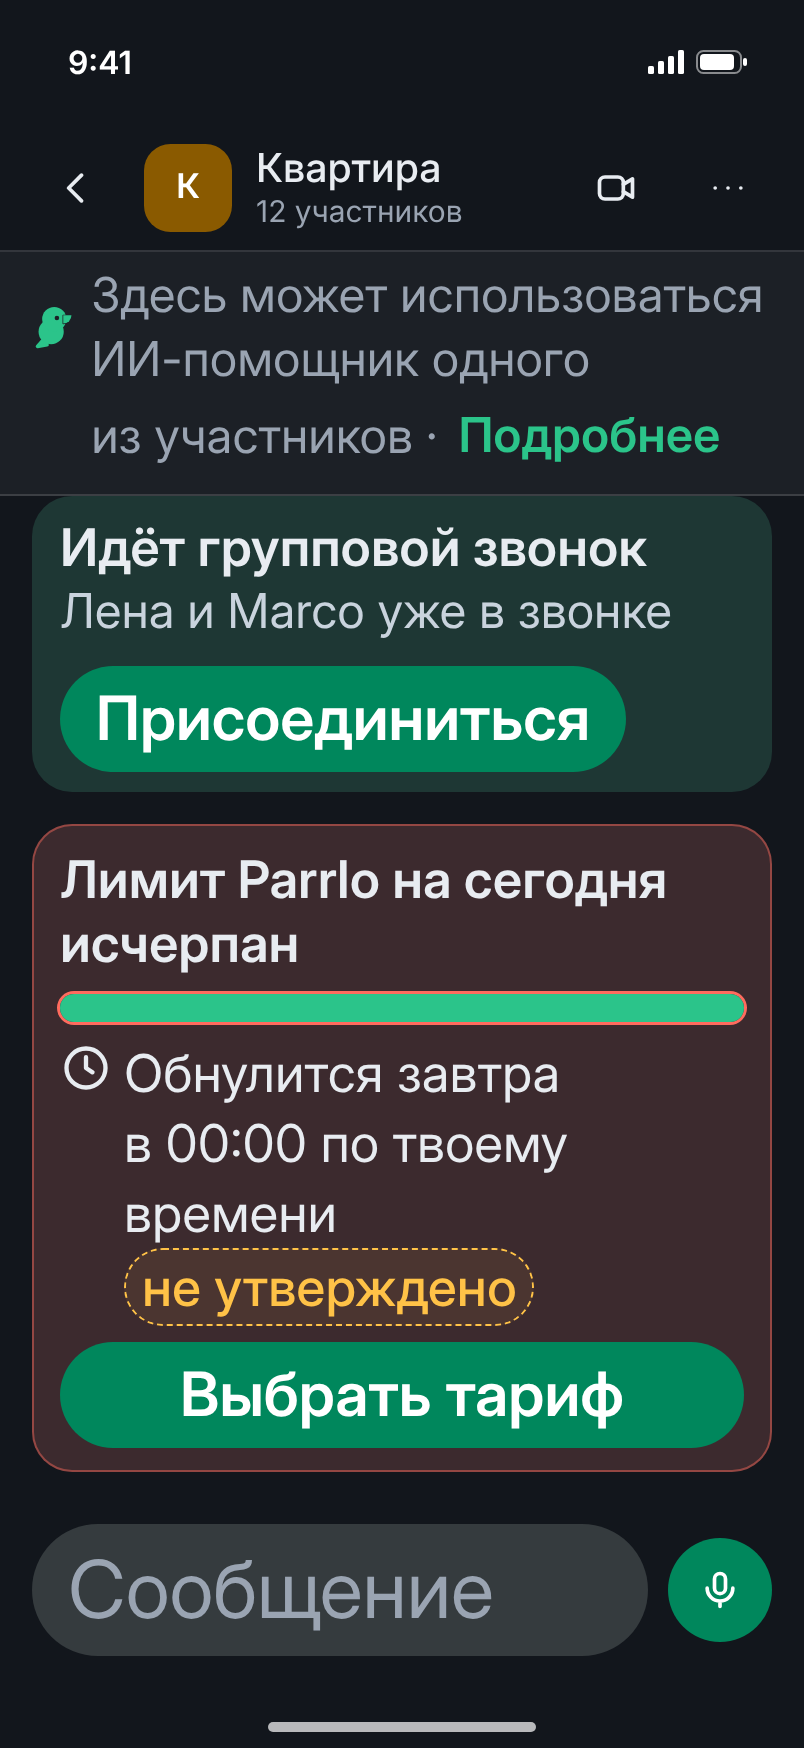 9:41
К
Квартира
12 участников
Здесь может использоваться
ИИ-помощник одного
из участников · Подробнее
Идёт групповой звонок
Лена и Marco уже в звонке
Присоединиться
Лимит Parrlo на сегодня
исчерпан
Обнулится завтра
в 00:00 по твоему
времени
не утверждено
Выбрать тариф
Сообщение